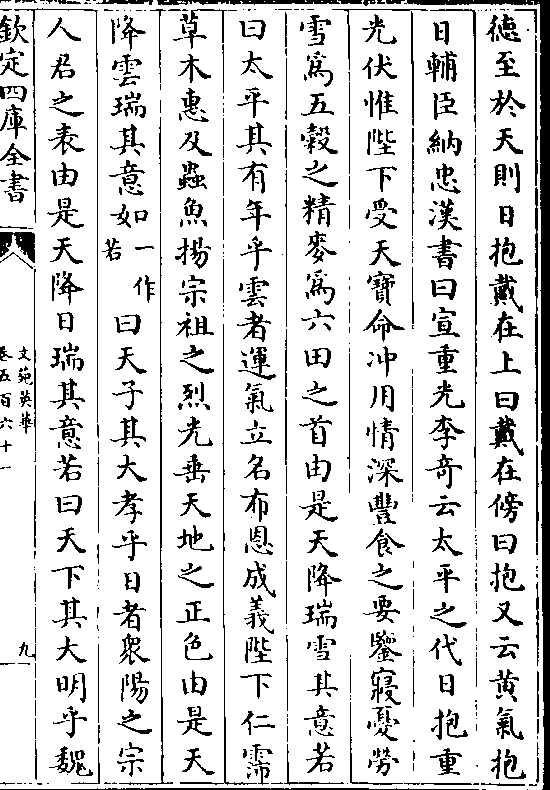 德至於天則日抱戴在上曰戴在傍曰抱又云黄氣抱
日輔臣納忠漢書曰宣重光李竒云太平之代日抱重
光伏惟陛下受天寶命冲用情深豐食之要鑒寢憂勞
雪為五穀之精麥為六田之首由是天降瑞雪其意若
曰太平其有年乎雲者運氣立名布恩成義陛下仁霈
草木惠及蟲魚揚宗祖之烈光垂天地之正色由是天
降雲瑞其意如一作若曰天子其大孝乎日者衆陽之宗
人君之表由是天降日瑞其意若曰天下其大明乎魏
欽定四庫全書
文苑英華
卷五百六十一
九